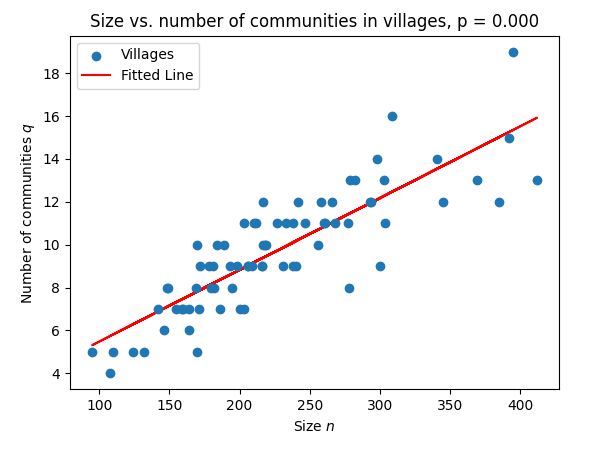 Size vs. number of communities in villages, p = 0.000
Villages
Fitted Line
Number of communities q
18
16
14
12
10
8
6
4
100 150 200 250 300 350 400
Size n